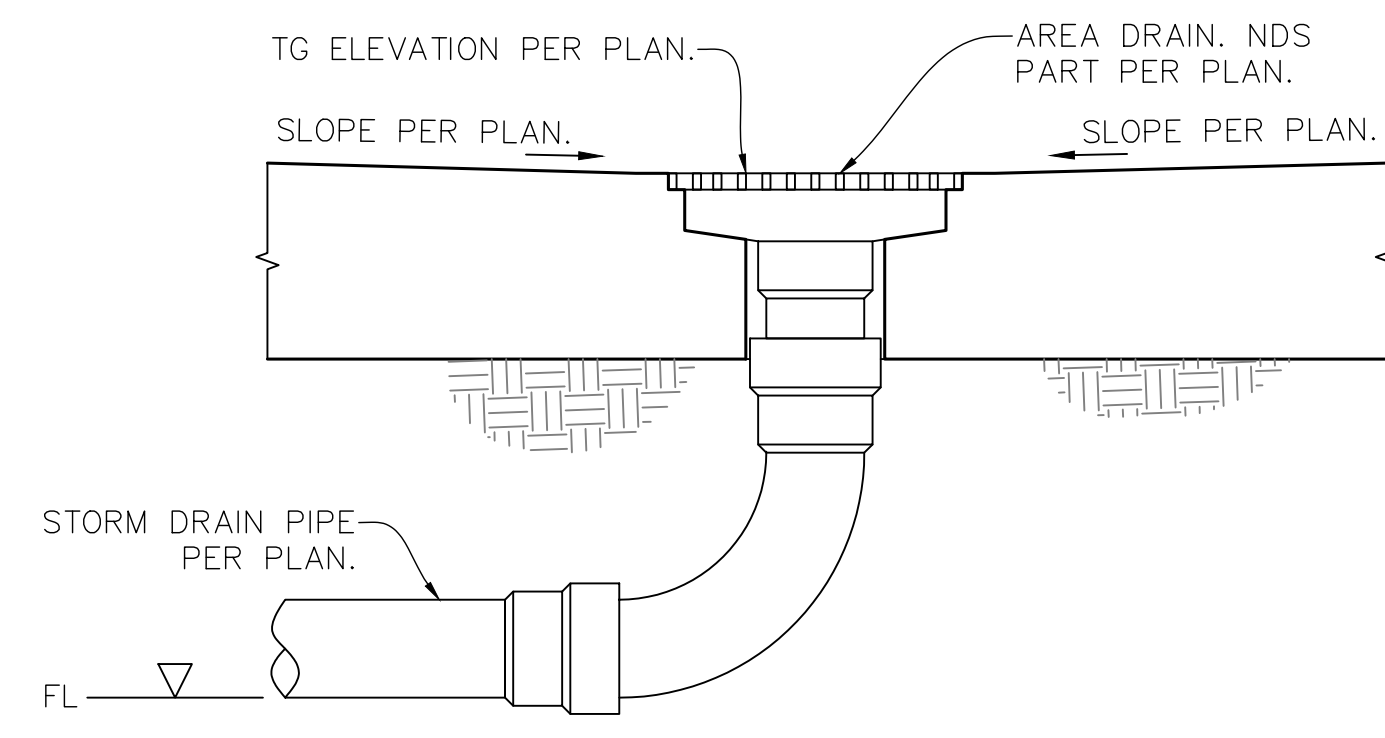 TG ELEVATION PER PLAN.
AREA DRAIN. NDS
PART PER PLAN.
SLOPE PER PLAN.
SLOPE PER PLAN.
STORM DRAIN PIPE
PER PLAN.
FL